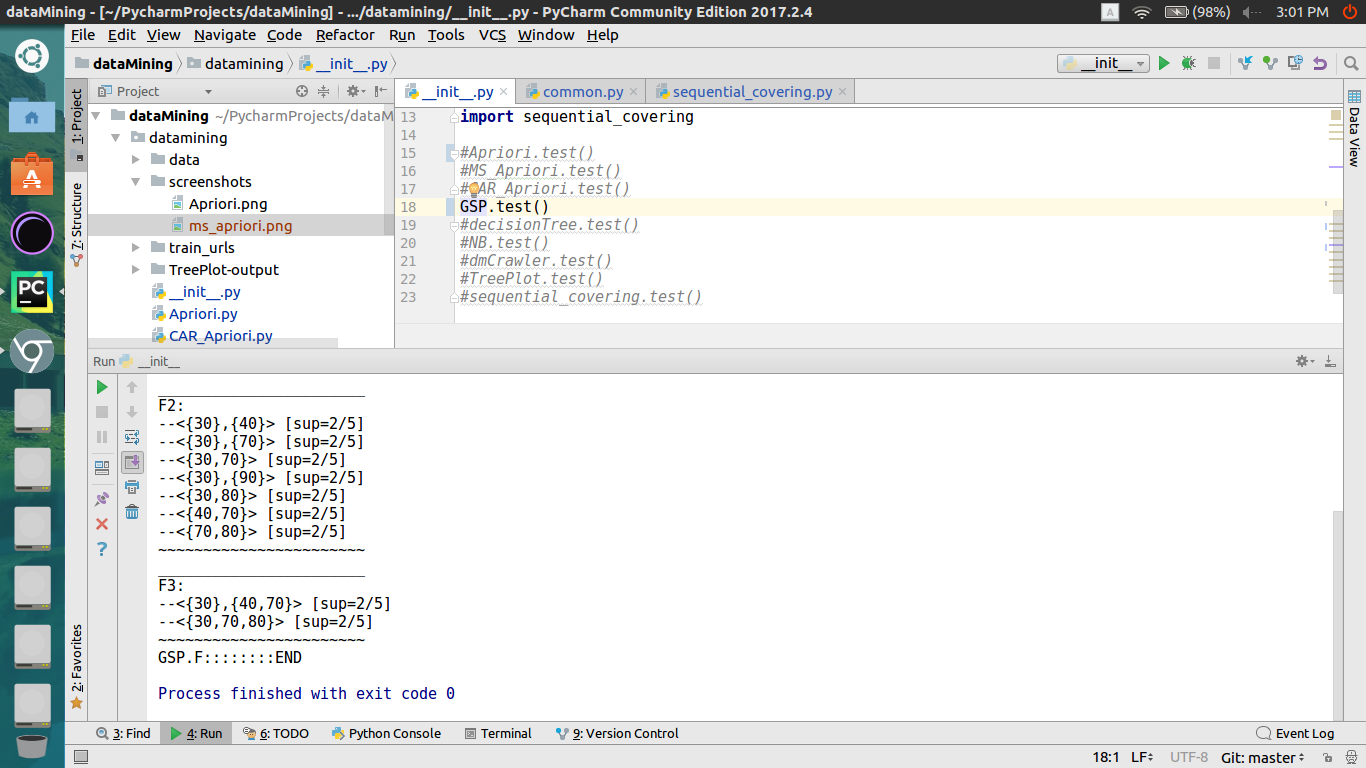 dataMining - [~/PycharmProjects/dataMining] - .../datamining/__init__.py - PyCharm Community Edition 2017.2.4
A
(98%)
3:01 PM
File Edit View Navigate Code Refactor Run Tools VCS Window Help
dataMining datamining __init__.py
__init__
1: Project
7: Structure
2: Favorites
Project
dataMining ~/PycharmProjects/dataM
datamining
data
screenshots
Apriori.png
ms_apriori.png
train_urls
TreePlot-output
__init__.py
Apriori.py
CAR_Apriori.py
__init__.py common.py sequential_covering.py
13 import sequential_covering
14
15 #Apriori.test()
16 #MS_Apriori.test()
17 #CAR_Apriori.test()
18 GSP.test()
19 #decisionTree.test()
20 #NB.test()
21 #dmCrawler.test()
22 #TreePlot.test()
23 #sequential_covering.test()
Data View
PC
Run __init__
_______________________
F2:
--<{30},{40}> [sup=2/5]
--<{30},{70}> [sup=2/5]
--<{30,70}> [sup=2/5]
--<{30},{90}> [sup=2/5]
--<{30,80}> [sup=2/5]
--<{40,70}> [sup=2/5]
--<{70,80}> [sup=2/5]
~~~~~~~~~~~~~~~~~~~~~~~
_______________________
F3:
--<{30},{40,70}> [sup=2/5]
--<{30,70,80}> [sup=2/5]
~~~~~~~~~~~~~~~~~~~~~~~
GSP.F::::::::END
Process finished with exit code 0
3: Find 4: Run 6: TODO Python Console Terminal 9: Version Control Event Log
18:1 LF UTF-8 Git: master